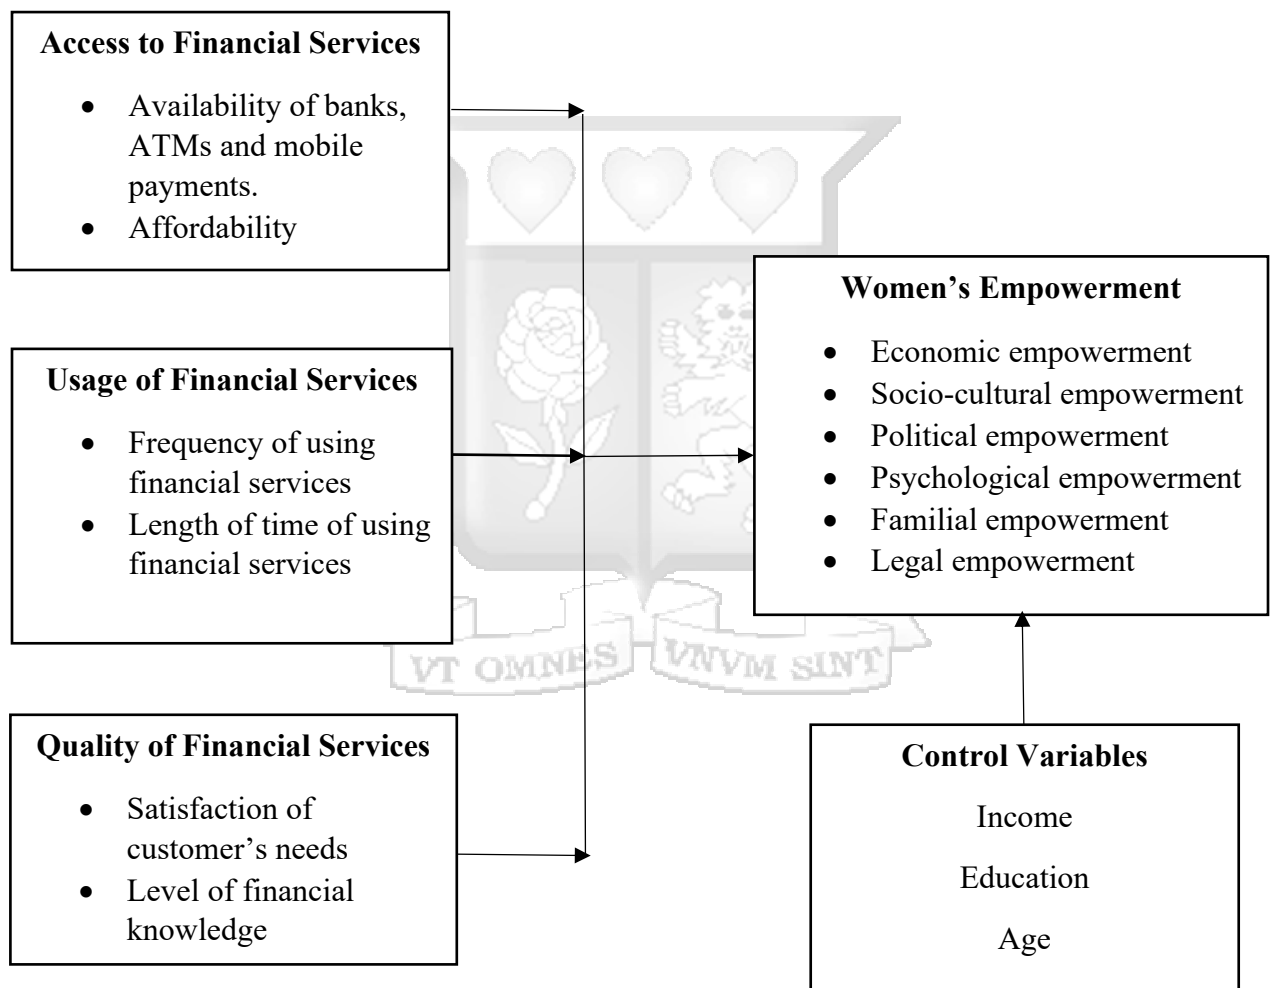 Access to Financial Services
• Availability of banks,
ATMs and mobile
payments.
• Affordability
Usage of Financial Services
• Frequency of using
financial services
• Length of time of using
financial services
Quality of Financial Services
• Satisfaction of
customer’s needs
• Level of financial
knowledge
Women’s Empowerment
• Economic empowerment
• Socio-cultural empowerment
• Political empowerment
• Psychological empowerment
• Familial empowerment
• Legal empowerment
Control Variables
Income
Education
Age
VT OMNES VNVM SINT